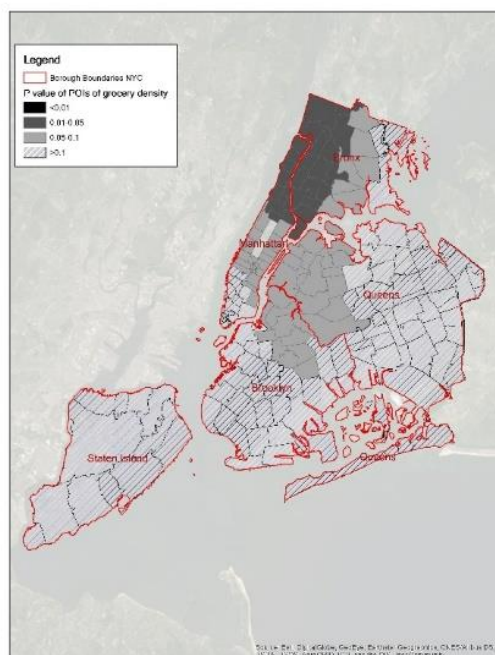 Legend
Borough Boundaries NYC
P value of POIs of grocery density
<0.01
0.01-0.05
0.05-0.1
>0.1
Bronx
Manhattan
Queens
Brooklyn
Staten Island
Queens